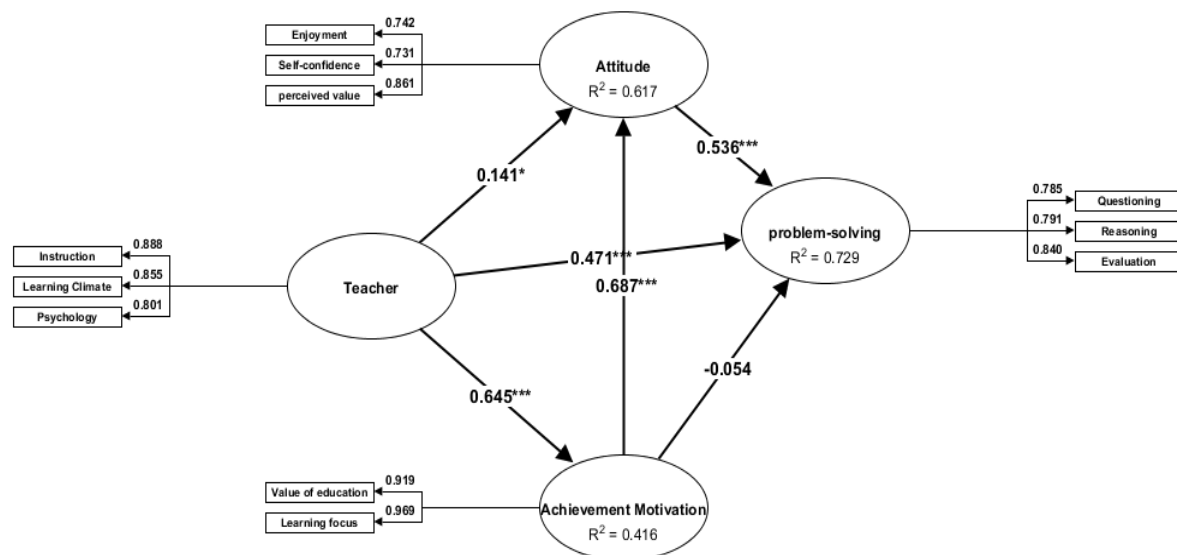 Enjoyment
0.742
Self-confidence
0.731
perceived value
0.861
Attitude
R² = 0.617
0.141*
0.536***
Instruction
0.888
Learning Climate
0.855
Psychology
0.801
Teacher
0.471***
0.687***
problem-solving
R² = 0.729
0.785
Questioning
0.791
Reasoning
0.840
Evaluation
0.645***
-0.054
Value of education
0.919
Learning focus
0.969
Achievement Motivation
R² = 0.416